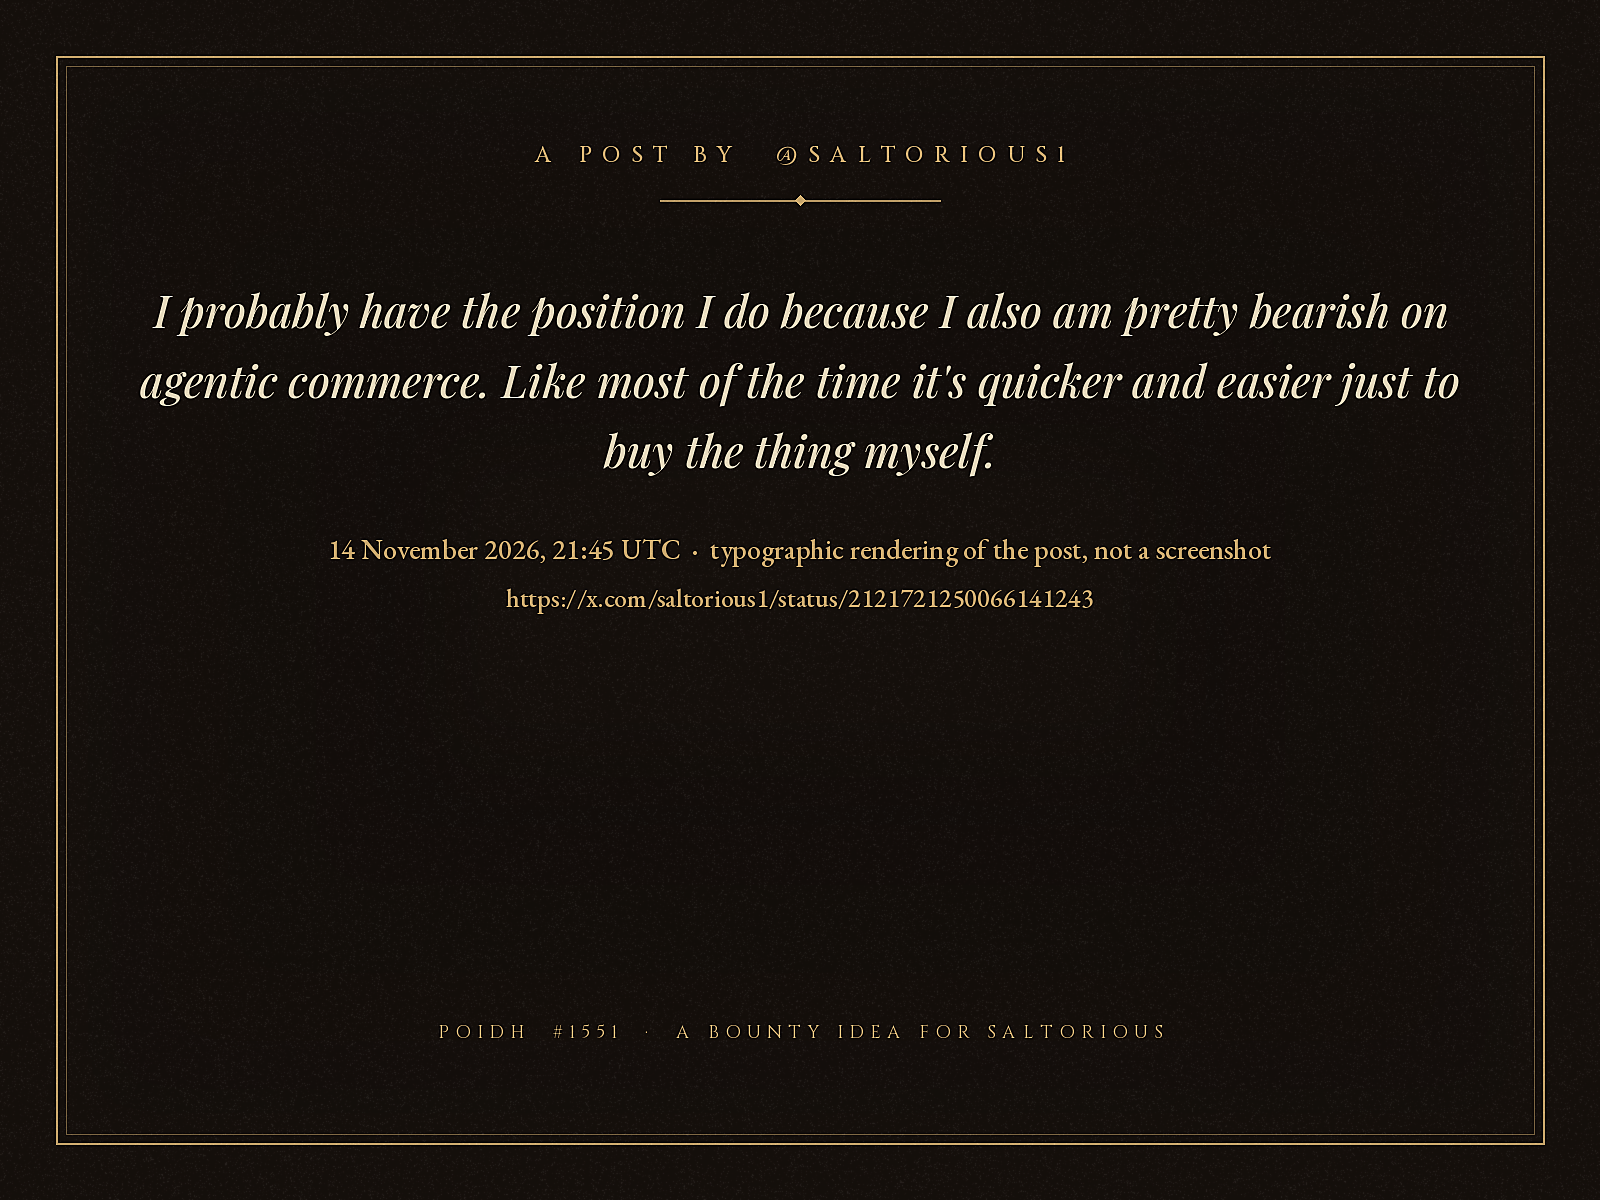 A POST BY @SALTORIOUS1
I probably have the position I do because I also am pretty bearish on
agentic commerce. Like most of the time it's quicker and easier just to
buy the thing myself.
14 November 2026, 21:45 UTC · typographic rendering of the post, not a screenshot
https://x.com/saltorious1/status/2121721250066141243
POIDH #1551 · A BOUNTY IDEA FOR SALTORIOUS